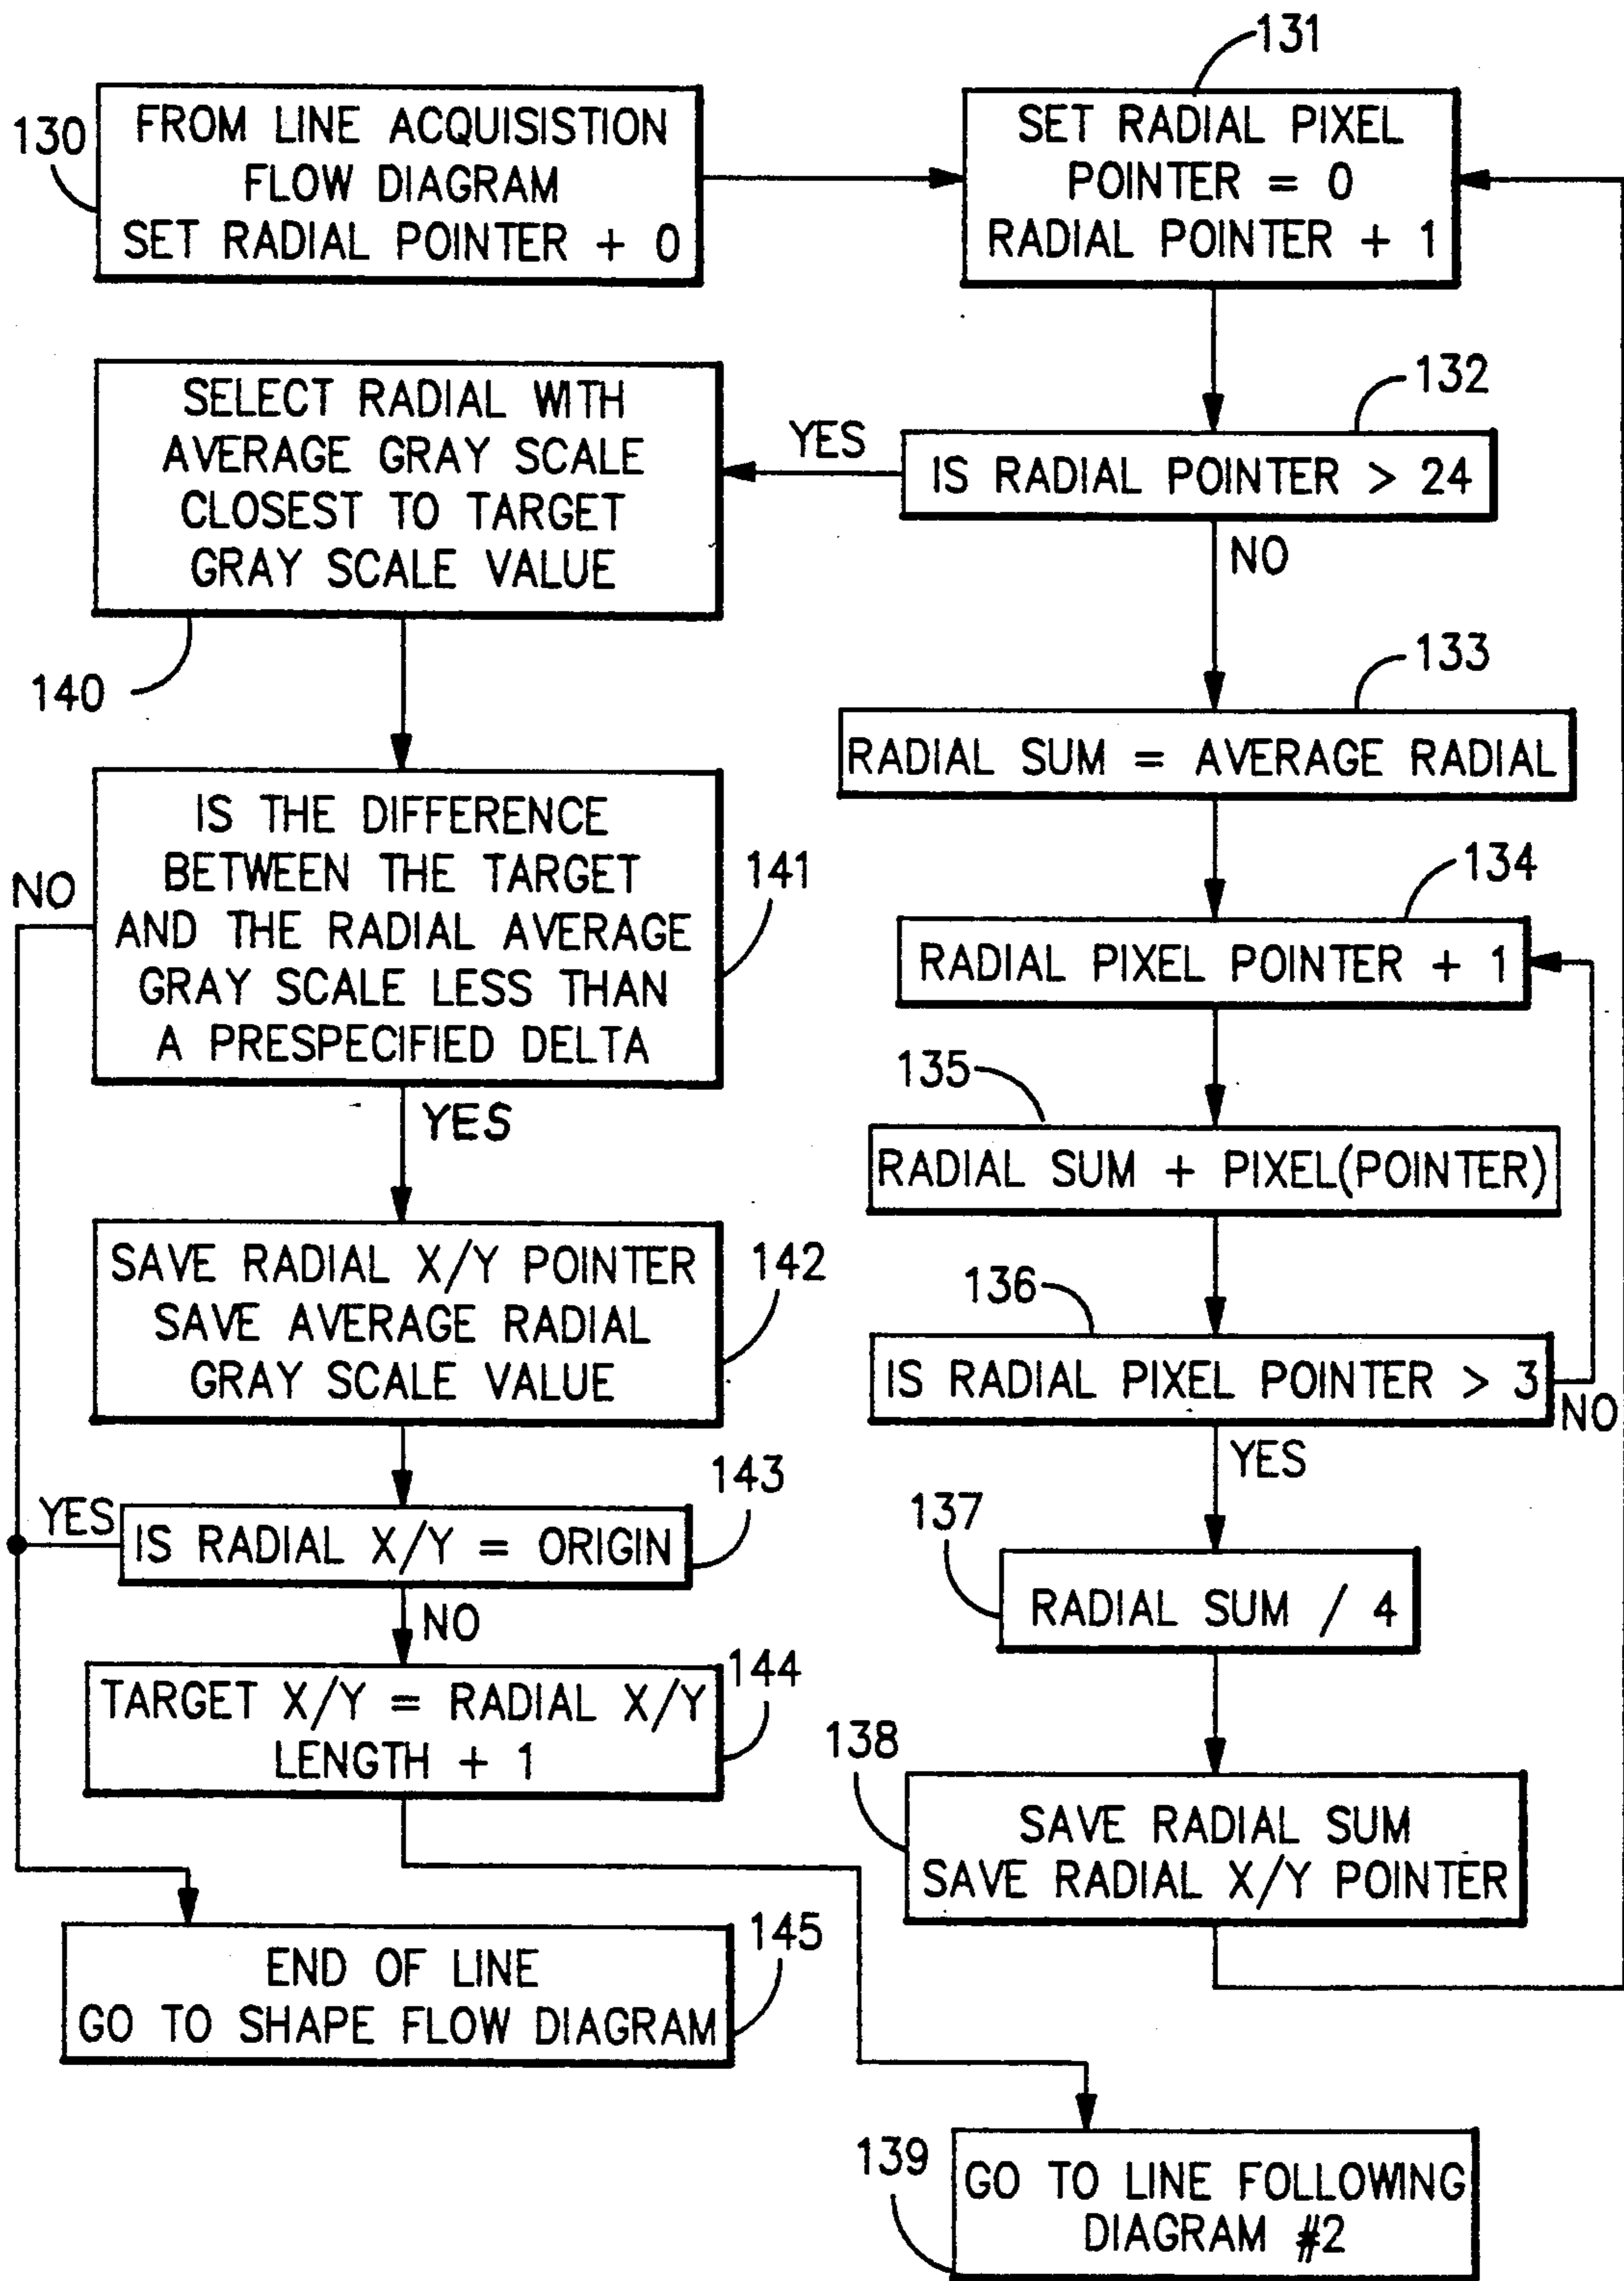 130
FROM LINE ACQUISISTION
FLOW DIAGRAM
SET RADIAL POINTER + 0
131
SET RADIAL PIXEL
POINTER = 0
RADIAL POINTER + 1
132
IS RADIAL POINTER > 24
YES
NO
133
RADIAL SUM = AVERAGE RADIAL
134
RADIAL PIXEL POINTER + 1
135
RADIAL SUM + PIXEL(POINTER)
136
IS RADIAL PIXEL POINTER > 3
NO
YES
137
RADIAL SUM / 4
138
SAVE RADIAL SUM
SAVE RADIAL X/Y POINTER
SELECT RADIAL WITH
AVERAGE GRAY SCALE
CLOSEST TO TARGET
GRAY SCALE VALUE
140
IS THE DIFFERENCE
BETWEEN THE TARGET
AND THE RADIAL AVERAGE
GRAY SCALE LESS THAN
A PRESPECIFIED DELTA
141
NO
YES
SAVE RADIAL X/Y POINTER
SAVE AVERAGE RADIAL
GRAY SCALE VALUE
142
143
YES
IS RADIAL X/Y = ORIGIN
NO
144
TARGET X/Y = RADIAL X/Y
LENGTH + 1
145
END OF LINE
GO TO SHAPE FLOW DIAGRAM
139
GO TO LINE FOLLOWING
DIAGRAM #2